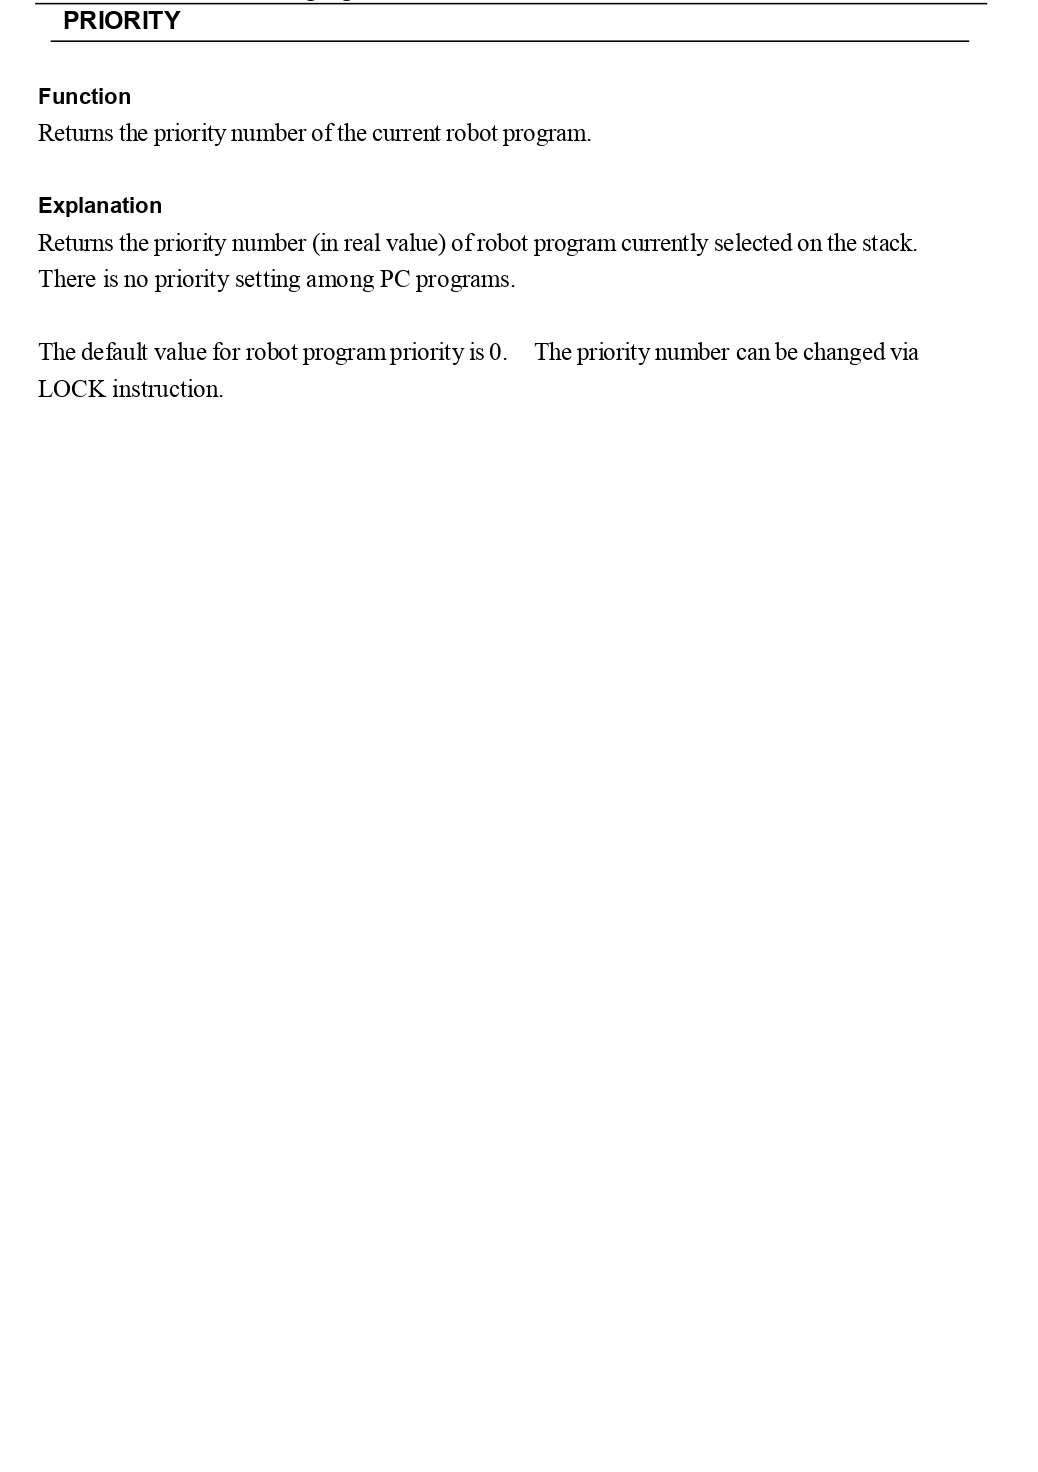 PRIORITY
Function
Returns the priority number of the current robot program.
Explanation
Returns the priority number (in real value) of robot program currently selected on the stack.
There is no priority setting among PC programs.
The default value for robot program priority is 0. The priority number can be changed via
LOCK instruction.